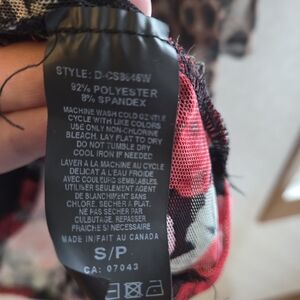 STYLE: D-CS8646W
92% POLYESTER
8% SPANDEX
MACHINE WASH COLD GENTLE
CYCLE WITH LIKE COLORS
USE ONLY NON-CHLORINE
BLEACH. LAY FLAT TO DRY
DO NOT TUMBLE DRY
COOL IRON IF NEEDED
LAVER A LA MACHINE AU CYCLE
DELICAT A L'EAU FROIDE
AVEC COULEURS SEMBLABLES.
UTILISER SEULEMENT AGENT
DE BLANCHIMENT SANS
CHLORE. SECHER A PLAT.
NE PAS SECHER PAR
CULBUTAGE. REPASSER
FROID SI NECESSAIRE
MADE IN/FAIT AU CANADA
S/P
CA: 07043